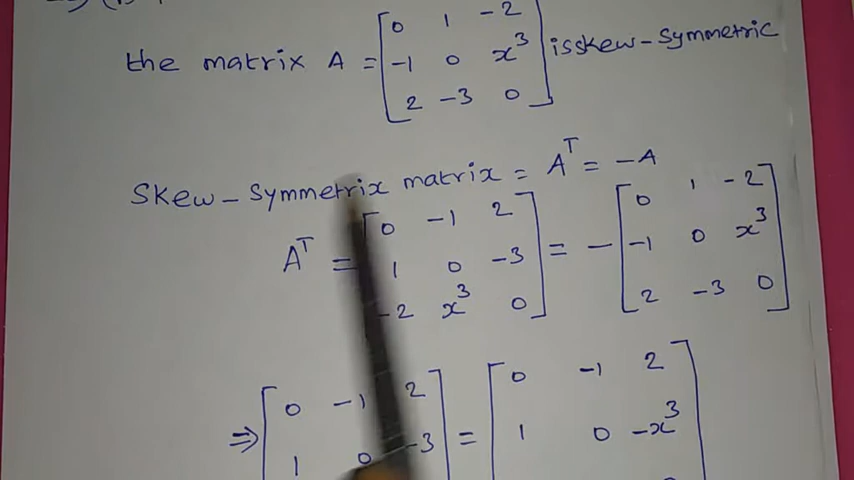 the matrix A = [0 1 -2 is skew-symmetric
-1 0 x³
2 -3 0]
Skew-Symmetrix matrix = Aᵀ = -A
Aᵀ = [0 -1 2
1 0 -3
-2 x³ 0] = -[0 1 -2
-1 0 x³
2 -3 0]
⇒ [0 -1 2
1 0 -3 = [0 -1 2
1 0 -x³